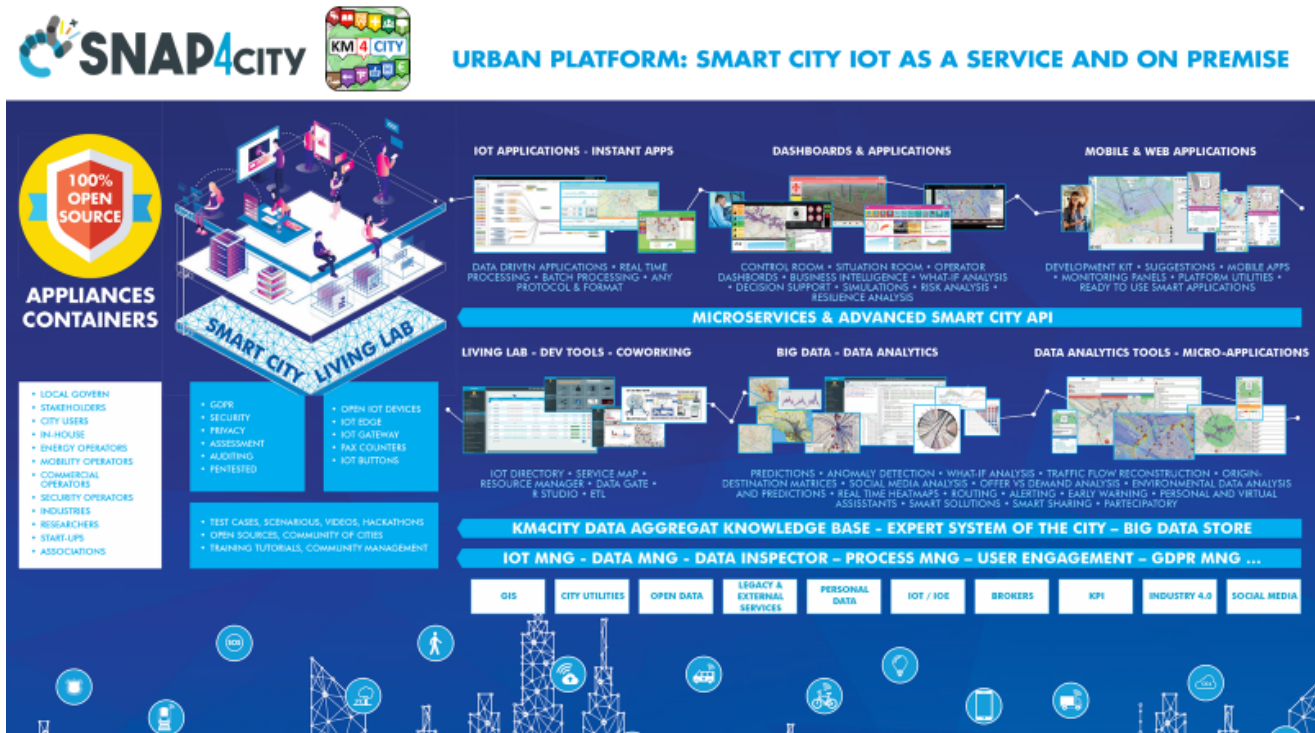 SNAP4CITY
KM 4 CITY
URBAN PLATFORM: SMART CITY IOT AS A SERVICE AND ON PREMISE
100%
OPEN
SOURCE
APPLIANCES
CONTAINERS
SMART CITY LIVING LAB
• LOCAL GOVERN
• STAKEHOLDERS
• CITY USERS
• IN-HOUSE
• ENERGY OPERATORS
• MOBILITY OPERATORS
• COMMERCIAL
OPERATORS
• SECURITY OPERATORS
• INDUSTRIES
• RESEARCHERS
• START-UPS
• ASSOCIATIONS
• GDPR
• SECURITY
• PRIVACY
• ASSESSMENT
• AUDITING
• PENTESTED
• OPEN IOT DEVICES
• IOT EDGE
• IOT GATEWAY
• PAX COUNTERS
• IOT BUTTONS
• TEST CASES, SCENARIOUS, VIDEOS, HACKATHONS
• OPEN SOURCES, COMMUNITY OF CITIES
• TRAINING TUTORIALS, COMMUNITY MANAGEMENT
IOT APPLICATIONS - INSTANT APPS
DATA DRIVEN APPLICATIONS • REAL TIME
PROCESSING • BATCH PROCESSING • ANY
PROTOCOL & FORMAT
DASHBOARDS & APPLICATIONS
CONTROL ROOM • SITUATION ROOM • OPERATOR
DASHBORDS • BUSINESS INTELLIGENCE • WHAT-IF ANALYSIS
• DECISION SUPPORT • SIMULATIONS • RISK ANALYSIS •
RESILIENCE ANALYSIS
MOBILE & WEB APPLICATIONS
DEVELOPMENT KIT • SUGGESTIONS • MOBILE APPS
• MONITORING PANELS • PLATFORM UTILITIES •
READY TO USE SMART APPLICATIONS
MICROSERVICES & ADVANCED SMART CITY API
LIVING LAB - DEV TOOLS - COWORKING
IOT DIRECTORY • SERVICE MAP •
RESOURCE MANAGER • DATA GATE •
R STUDIO • ETL
BIG DATA - DATA ANALYTICS
DATA ANALYTICS TOOLS - MICRO-APPLICATIONS
PREDICTIONS • ANOMALY DETECTION • WHAT-IF ANALYSIS • TRAFFIC FLOW RECONSTRUCTION • ORIGIN-
DESTINATION MATRICES • SOCIAL MEDIA ANALYSIS • OFFER VS DEMAND ANALYSIS • ENVIRONMENTAL DATA ANALYSIS
AND PREDICTIONS • REAL TIME HEATMAPS • ROUTING • ALERTING • EARLY WARNING • PERSONAL AND VIRTUAL
ASSISSTANTS • SMART SOLUTIONS • SMART SHARING • PARTECIPATORY
KM4CITY DATA AGGREGAT KNOWLEDGE BASE - EXPERT SYSTEM OF THE CITY – BIG DATA STORE
IOT MNG - DATA MNG - DATA INSPECTOR – PROCESS MNG – USER ENGAGEMENT – GDPR MNG ...
GIS
CITY UTILITIES
OPEN DATA
LEGACY &
EXTERNAL
SERVICES
PERSONAL
DATA
IOT / IOE
BROKERS
KPI
INDUSTRY 4.0
SOCIAL MEDIA
SOS